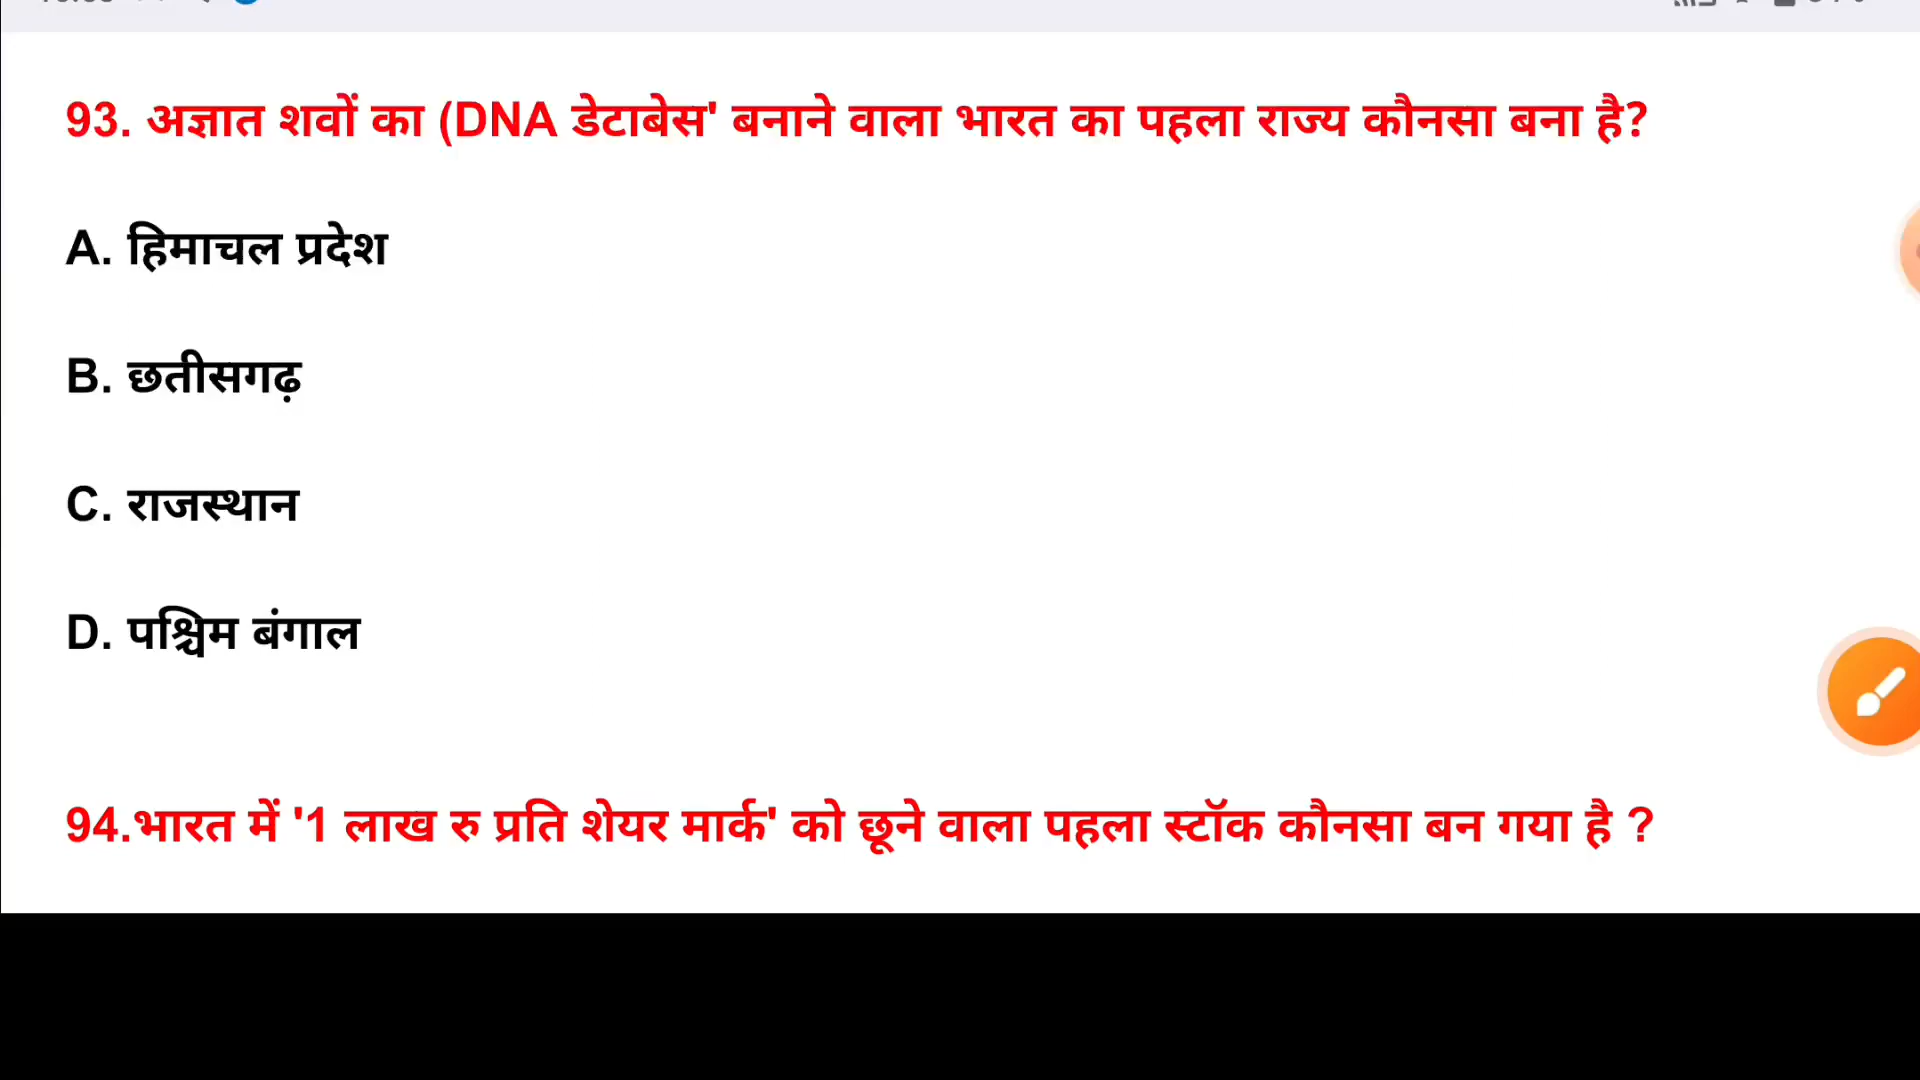 93. अज्ञात शवों का (DNA डेटाबेस' बनाने वाला भारत का पहला राज्य कौनसा बना है?
A. हिमाचल प्रदेश
B. छतीसगढ़
C. राजस्थान
D. पश्चिम बंगाल
94.भारत में '1 लाख रु प्रति शेयर मार्क' को छूने वाला पहला स्टॉक कौनसा बन गया है ?